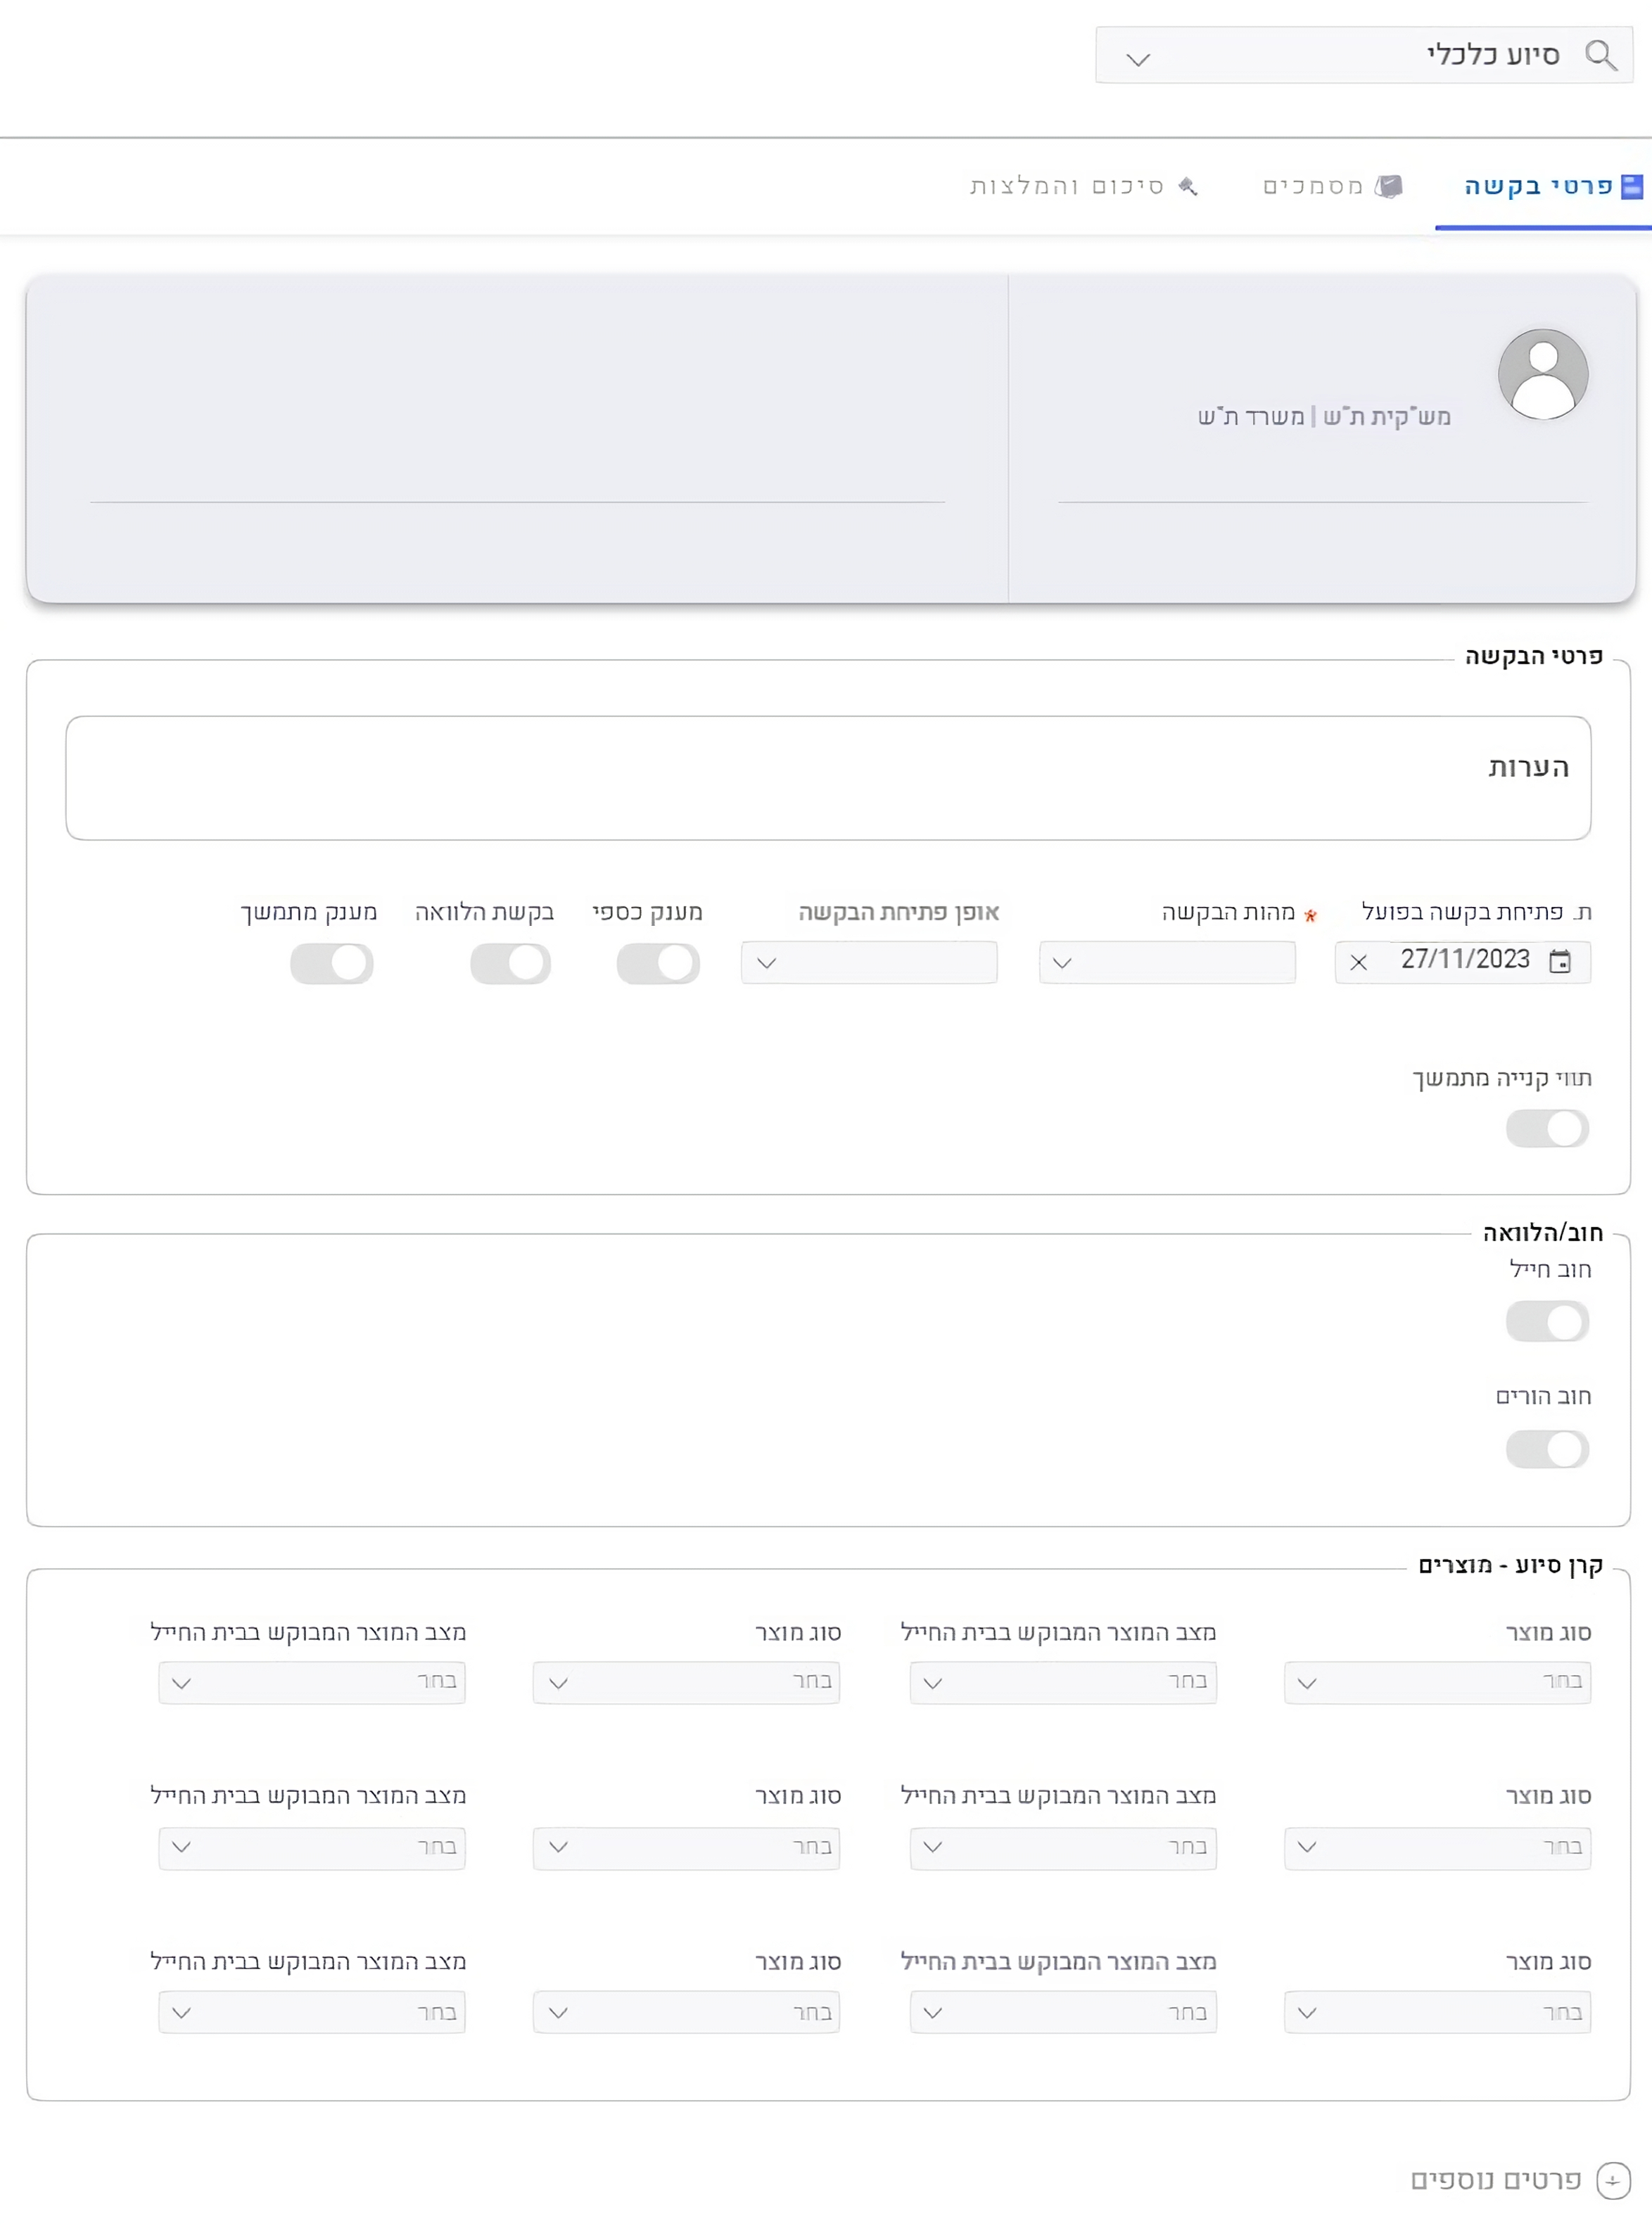 סיוע כלכלי
פרטי בקשה מסמכים סיכום והמלצות
מש"קית ת"ש | משרד ת"ש
פרטי הבקשה
הערות
ת. פתיחת בקשה בפועל * מהות הבקשה אופן פתיחת הבקשה מענק כספי בקשת הלוואה מענק מתמשך
27/11/2023
תווי קנייה מתמשך
חוב/הלוואה
חוב חייל
חוב הורים
קרן סיוע - מוצרים
סוג מוצר מצב המוצר המבוקש בבית החייל סוג מוצר מצב המוצר המבוקש בבית החייל
בחר בחר בחר בחר
סוג מוצר מצב המוצר המבוקש בבית החייל סוג מוצר מצב המוצר המבוקש בבית החייל
בחר בחר בחר בחר
סוג מוצר מצב המוצר המבוקש בבית החייל סוג מוצר מצב המוצר המבוקש בבית החייל
בחר בחר בחר בחר
פרטים נוספים